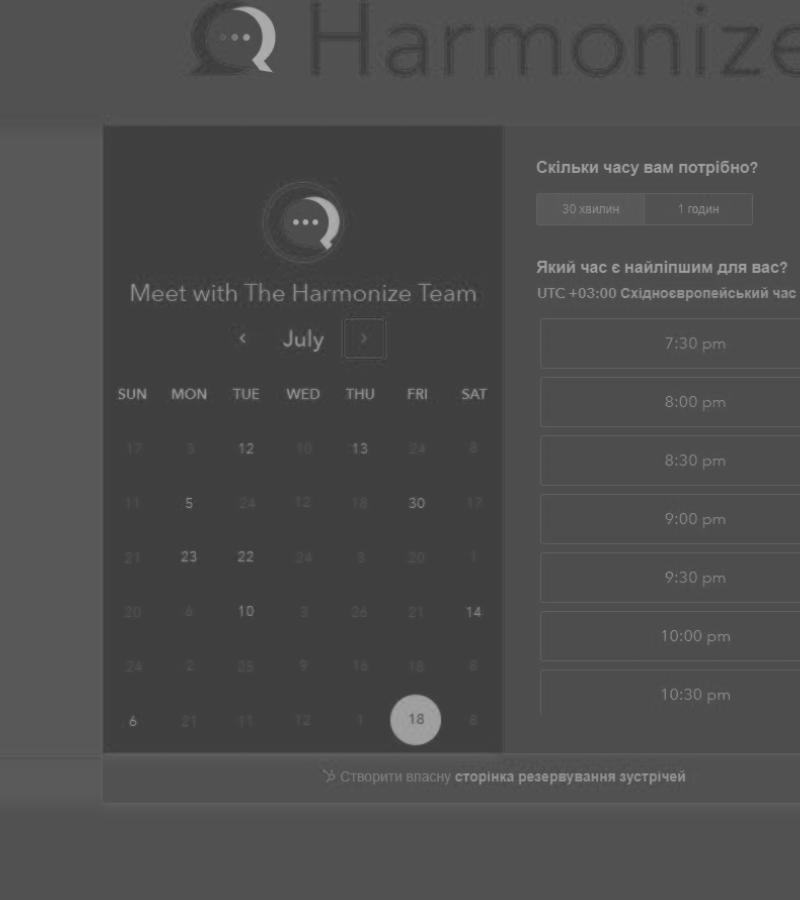 Harmonize
Скільки часу вам потрібно?
30 хвилин 1 годин
Який час є найліпшим для вас?
UTC +03:00 Східноєвропейський час
Meet with The Harmonize Team
July
SUN MON TUE WED THU FRI SAT
17 3 12 10 13 24 8
11 5 24 12 18 30 17
21 23 22 24 3 20 1
20 6 10 3 26 21 14
24 2 25 9 16 18 8
6 21 11 12 1 18 8
7:30 pm
8:00 pm
8:30 pm
9:00 pm
9:30 pm
10:00 pm
10:30 pm
Створити власну сторінка резервування зустрічей